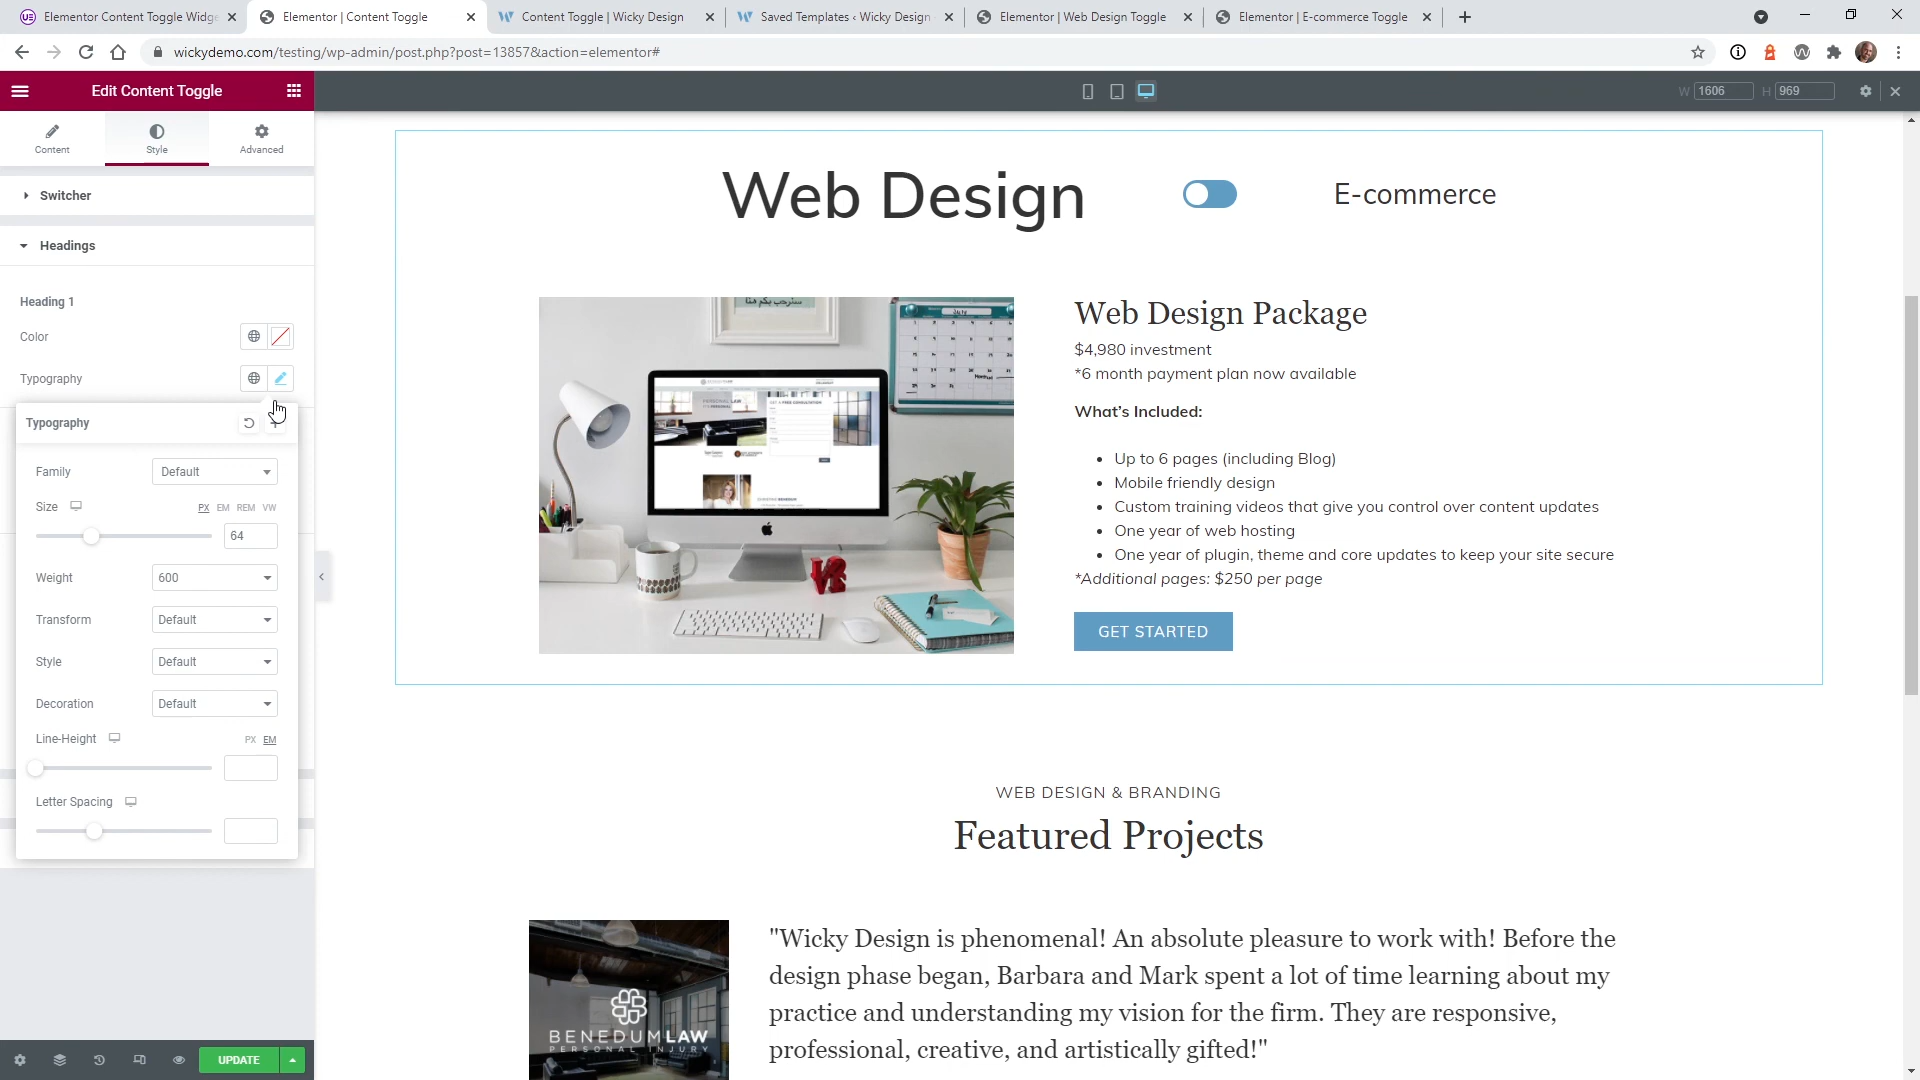 Elementor Content Toggle Widge
Elementor | Content Toggle
Content Toggle | Wicky Design
Saved Templates ‹ Wicky Design
Elementor | Web Design Toggle
Elementor | E-commerce Toggle
wickydemo.com/testing/wp-admin/post.php?post=13857&action=elementor#
Edit Content Toggle
W 1606 H 969
Content Style Advanced
Switcher
Headings
Heading 1
Color
Typography
Typography
Family Default
Size PX EM REM VW
64
Weight 600
Transform Default
Style Default
Decoration Default
Line-Height PX EM
Letter Spacing
UPDATE
Web Design
E-commerce
Web Design Package
$4,980 investment
*6 month payment plan now available
What's Included:
• Up to 6 pages (including Blog)
• Mobile friendly design
• Custom training videos that give you control over content updates
• One year of web hosting
• One year of plugin, theme and core updates to keep your site secure
*Additional pages: $250 per page
GET STARTED
WEB DESIGN & BRANDING
Featured Projects
BENEDUMLAW
PERSONAL INJURY
"Wicky Design is phenomenal! An absolute pleasure to work with! Before the
design phase began, Barbara and Mark spent a lot of time learning about my
practice and understanding my vision for the firm. They are responsive,
professional, creative, and artistically gifted!"